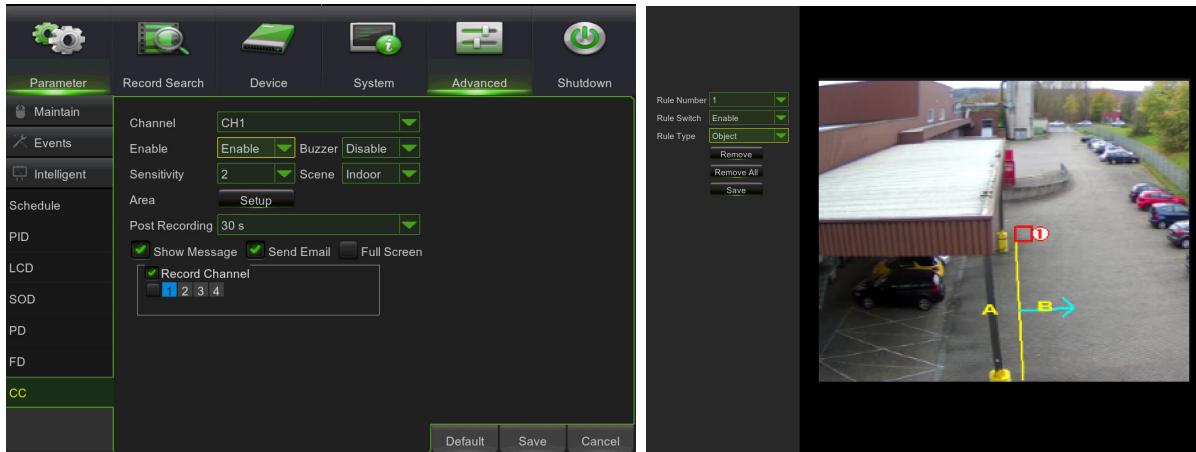 Parameter Record Search Device System Advanced Shutdown
Maintain
Events
Intelligent
Schedule
PID
LCD
SOD
PD
FD
CC
Channel CH1
Enable Enable Buzzer Disable
Sensitivity 2 Scene Indoor
Area Setup
Post Recording 30 s
Show Message Send Email Full Screen
Record Channel
1 2 3 4
Default Save Cancel
Rule Number 1
Rule Switch Enable
Rule Type Object
Remove
Remove All
Save
1
A B